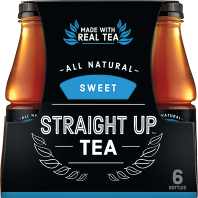 MADE WITH
REAL TEA
ALL NATURAL
SWEET
STRAIGHT UP
TEA
6
BOTTLES